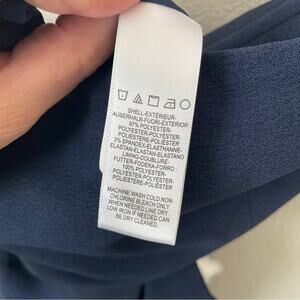 SHELL-EXTÉRIEUR-
AUßERHALB-FUORI-EXTERIOR
97% POLYESTER-
POLYESTER-POLYESTER-
POLIESTERE-POLIÉSTER
3% SPANDEX-ÉLASTHANNE-
ELASTAN-ELASTAN-ELASTANO
LINING-DOUBLURE-
FUTTER-FODERA-FORRO :
100% POLYESTER-
POLYESTER-POLYESTER-
POLIESTERE-POLIÉSTER
MACHINE WASH COLD.NON-
CHLORINE BLEACH ONLY
WHEN NEEDED.LINE DRY.
LOW IRON IF NEEDED.CAN
BE DRY CLEANED.